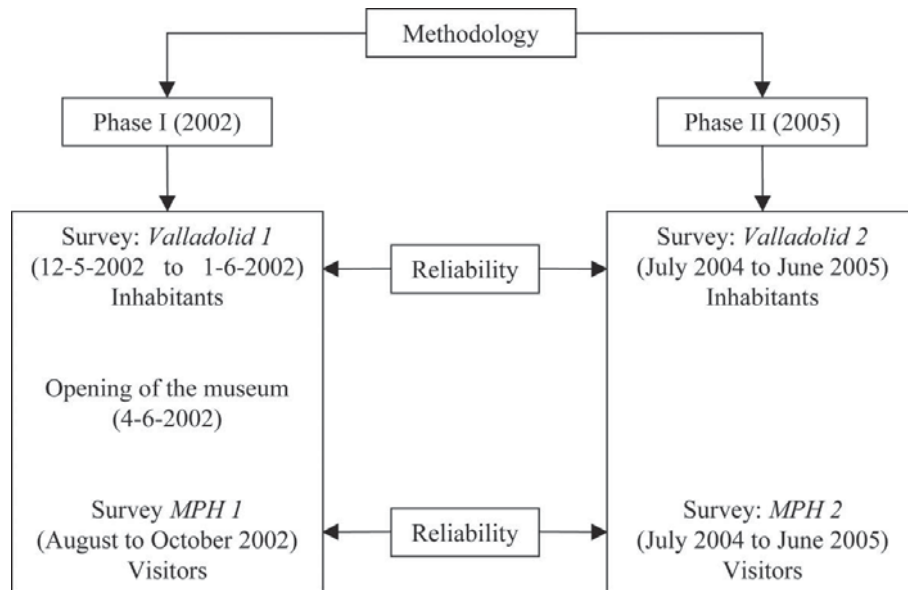 Methodology
Phase I (2002)
Phase II (2005)
Survey: Valladolid 1
(12-5-2002 to 1-6-2002)
Inhabitants
Opening of the museum
(4-6-2002)
Survey MPH 1
(August to October 2002)
Visitors
Reliability
Reliability
Survey: Valladolid 2
(July 2004 to June 2005)
Inhabitants
Survey: MPH 2
(July 2004 to June 2005)
Visitors